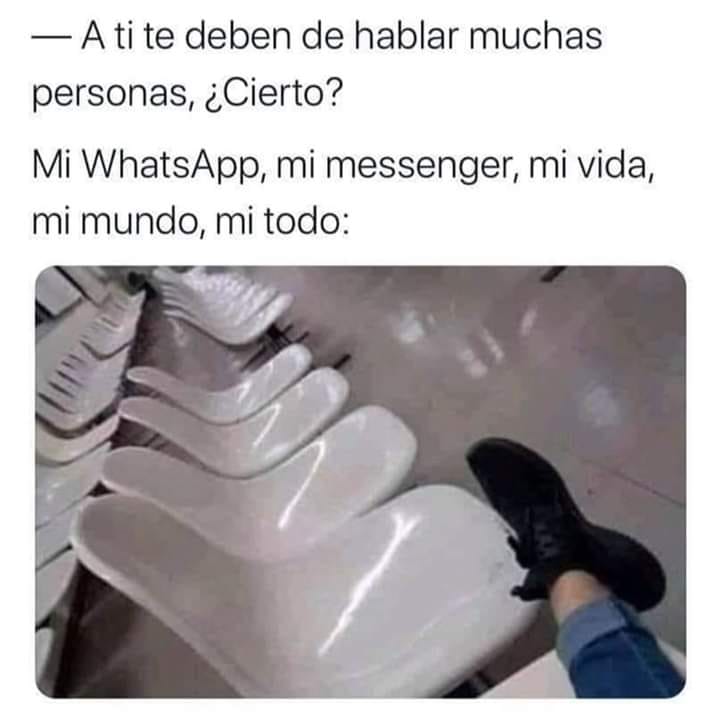 — A ti te deben de hablar muchas
personas, ¿Cierto?
Mi WhatsApp, mi messenger, mi vida,
mi mundo, mi todo: